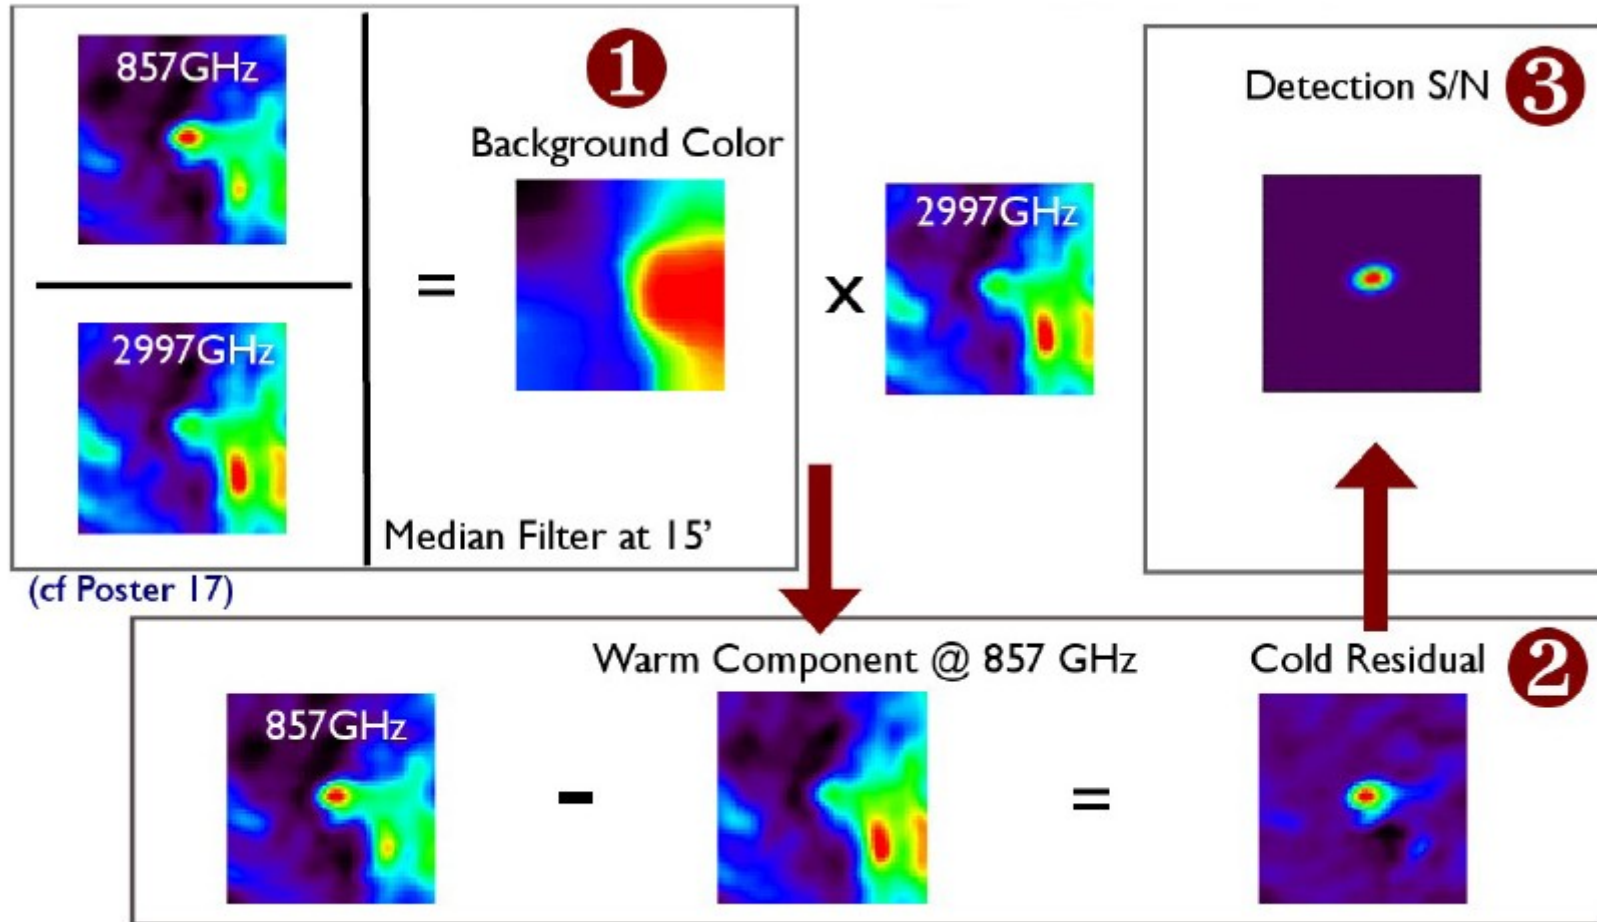 857GHz
1
Background Color
=
2997GHz
Median Filter at 15’
(cf Poster 17)
x
2997GHz
Detection S/N
3
Warm Component @ 857 GHz
Cold Residual
2
857GHz
-
=